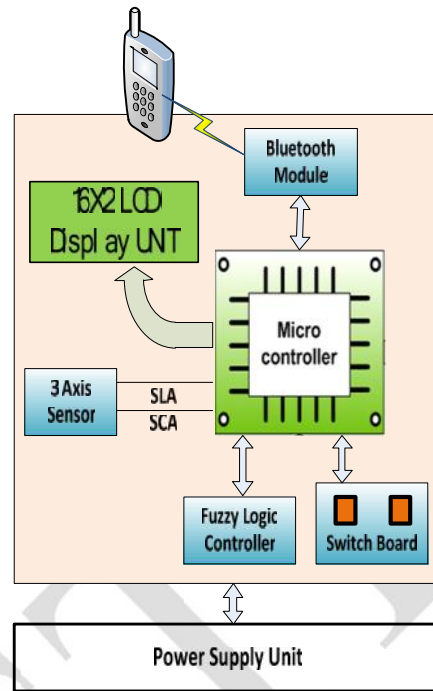 Bluetooth
Module
16X2 LCD
Display UNT
Micro
controller
3 Axis
Sensor
SLA
SCA
Fuzzy Logic
Controller
Switch Board
Power Supply Unit